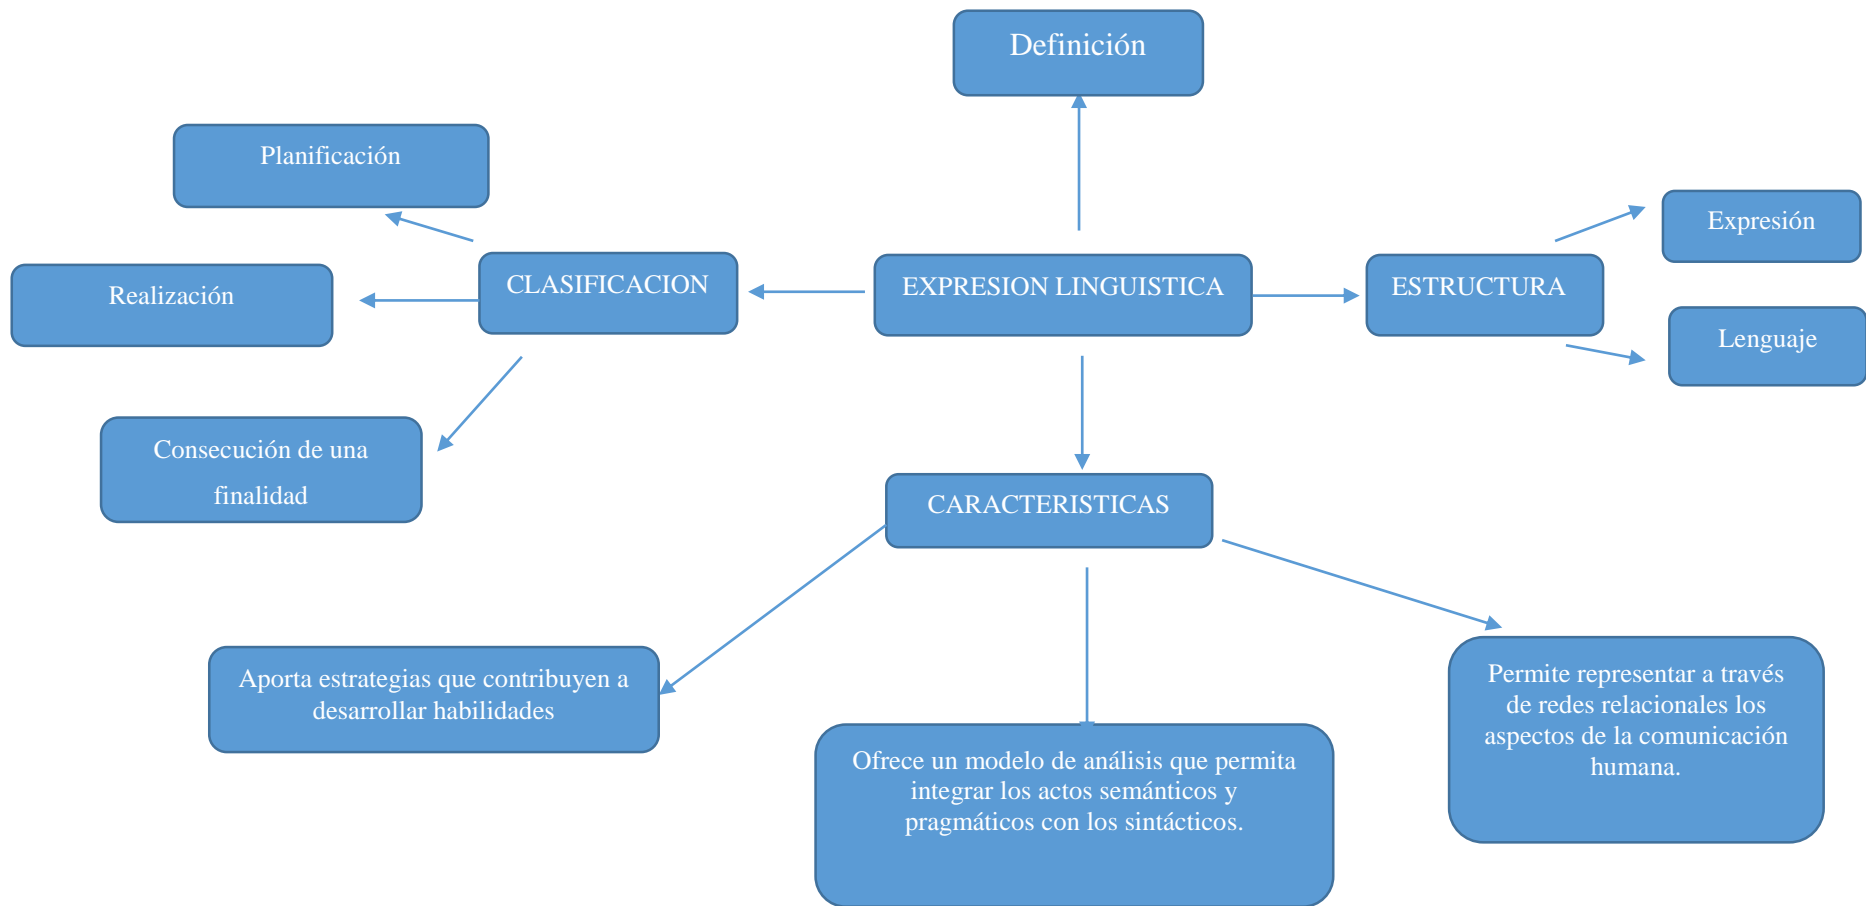 Definición
Planificación
Expresión
Realización
CLASIFICACION
EXPRESION LINGUISTICA
ESTRUCTURA
Lenguaje
Consecución de una
finalidad
CARACTERISTICAS
Aporta estrategias que contribuyen a
desarrollar habilidades
Ofrece un modelo de análisis que permita
integrar los actos semánticos y
pragmáticos con los sintácticos.
Permite representar a través
de redes relacionales los
aspectos de la comunicación
humana.